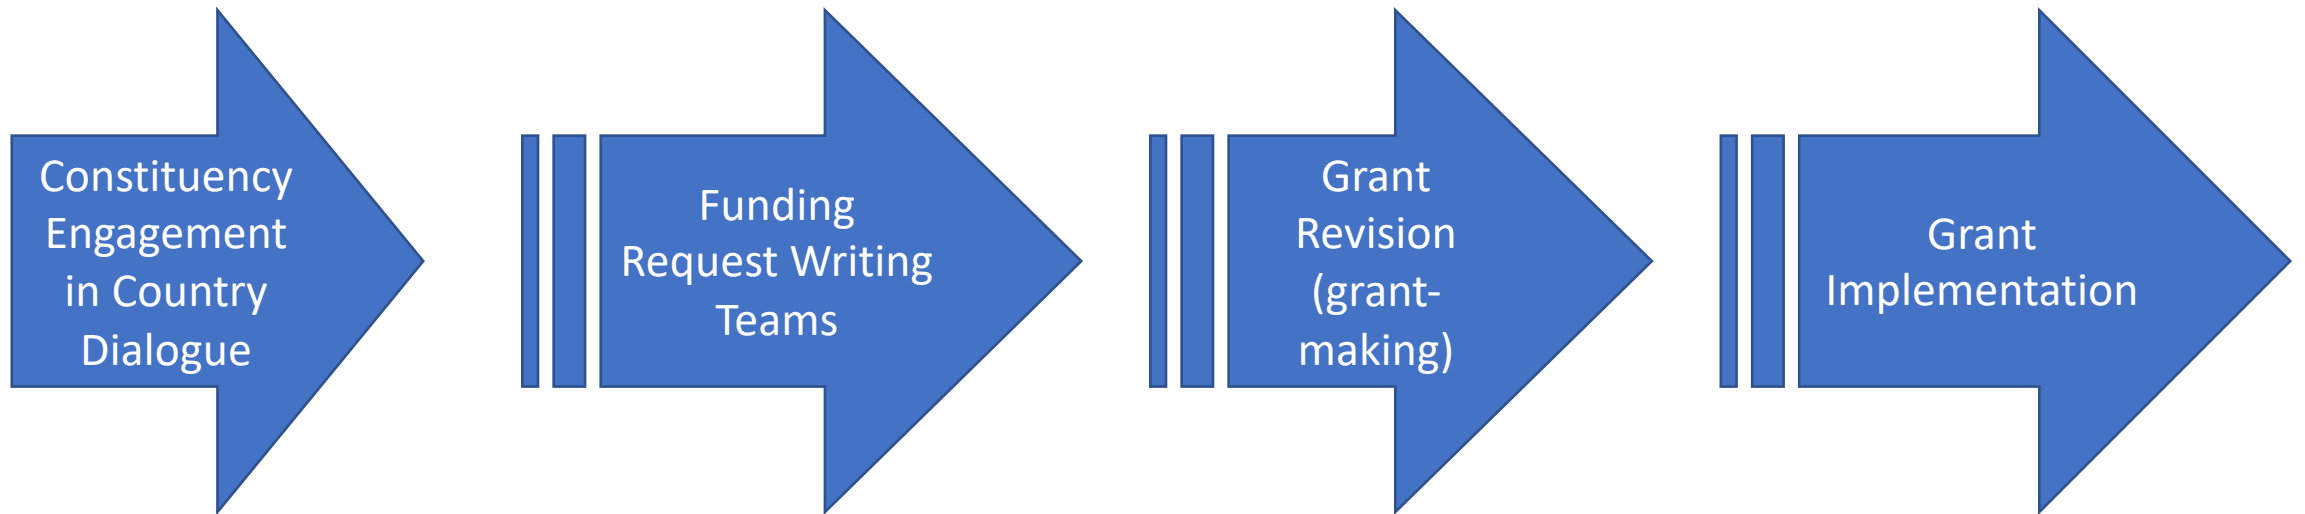 Constituency
Engagement
in Country
Dialogue
Funding
Request Writing
Teams
Grant
Revision
(grant-
making)
Grant
Implementation